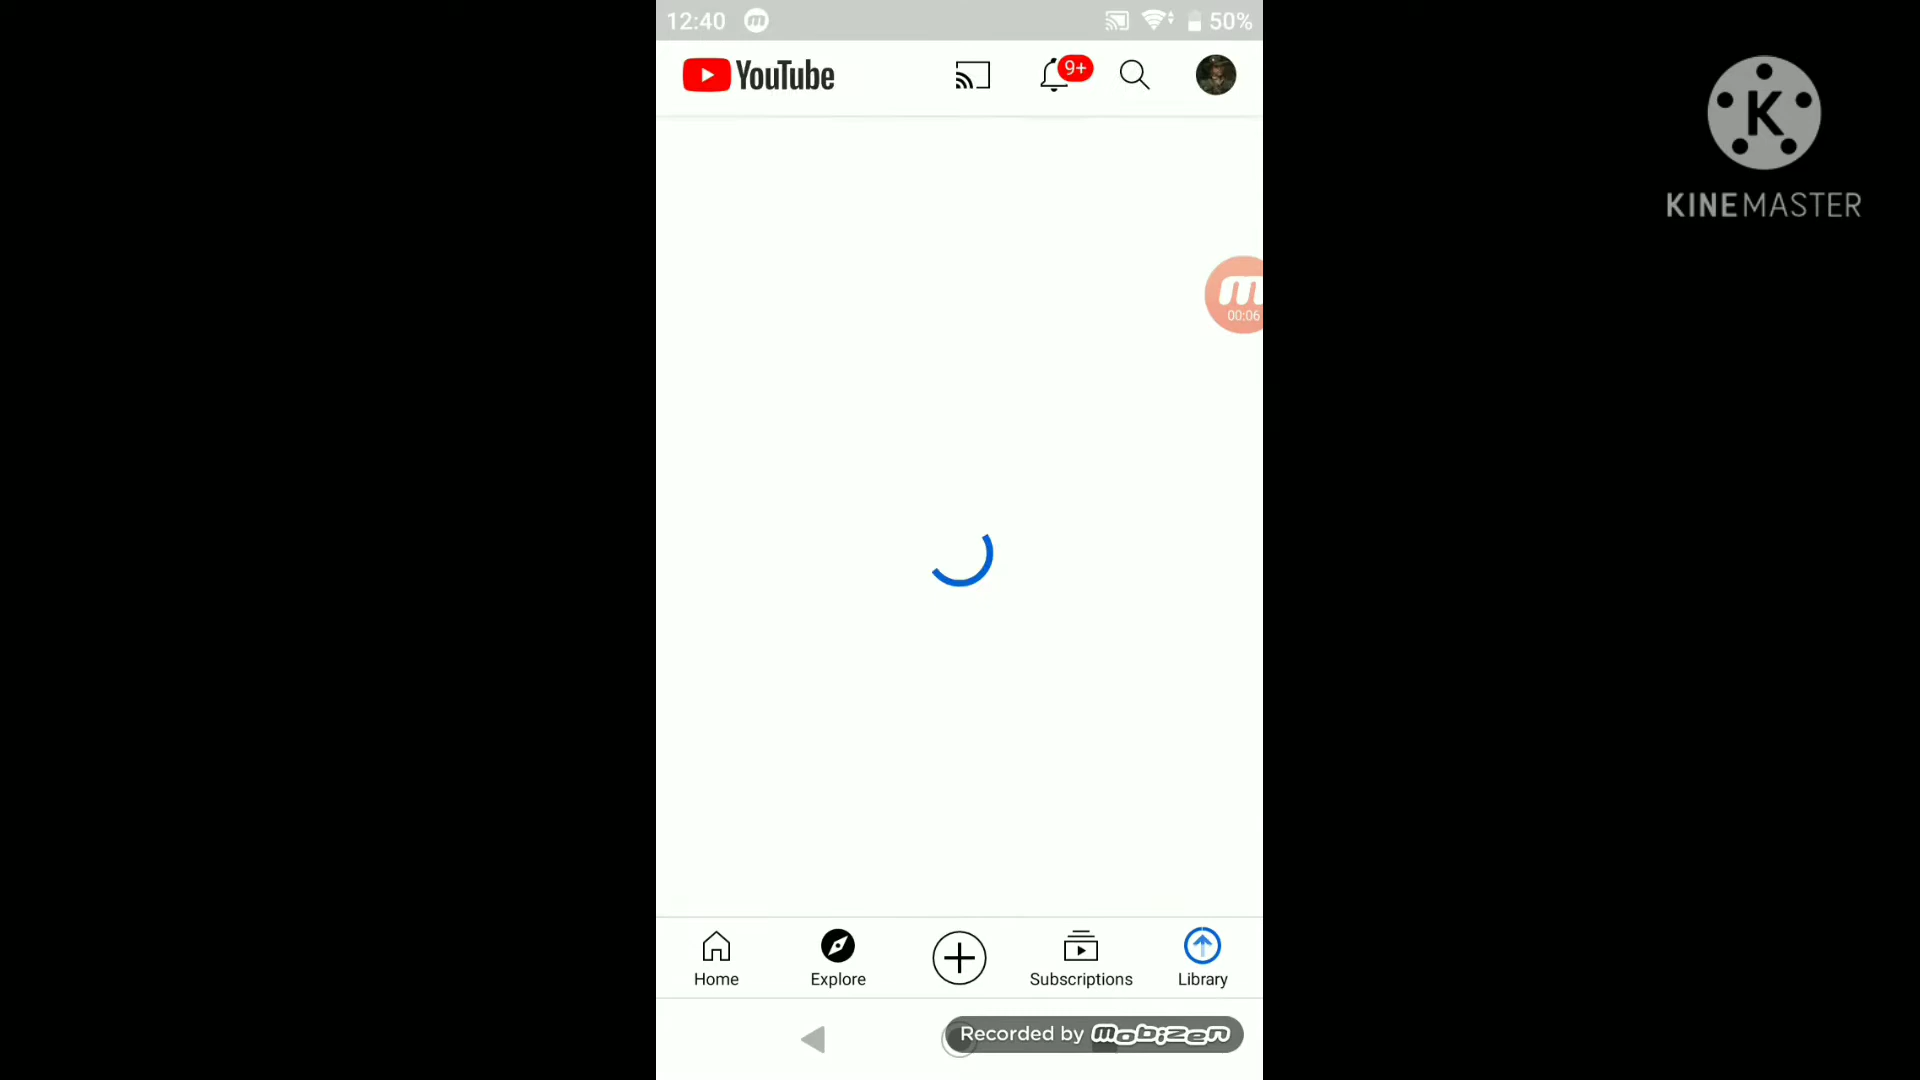 12:40
50%
YouTube
9+
K
KINEMASTER
m
00:06
Home
Explore
Subscriptions
Library
Recorded by mobizen